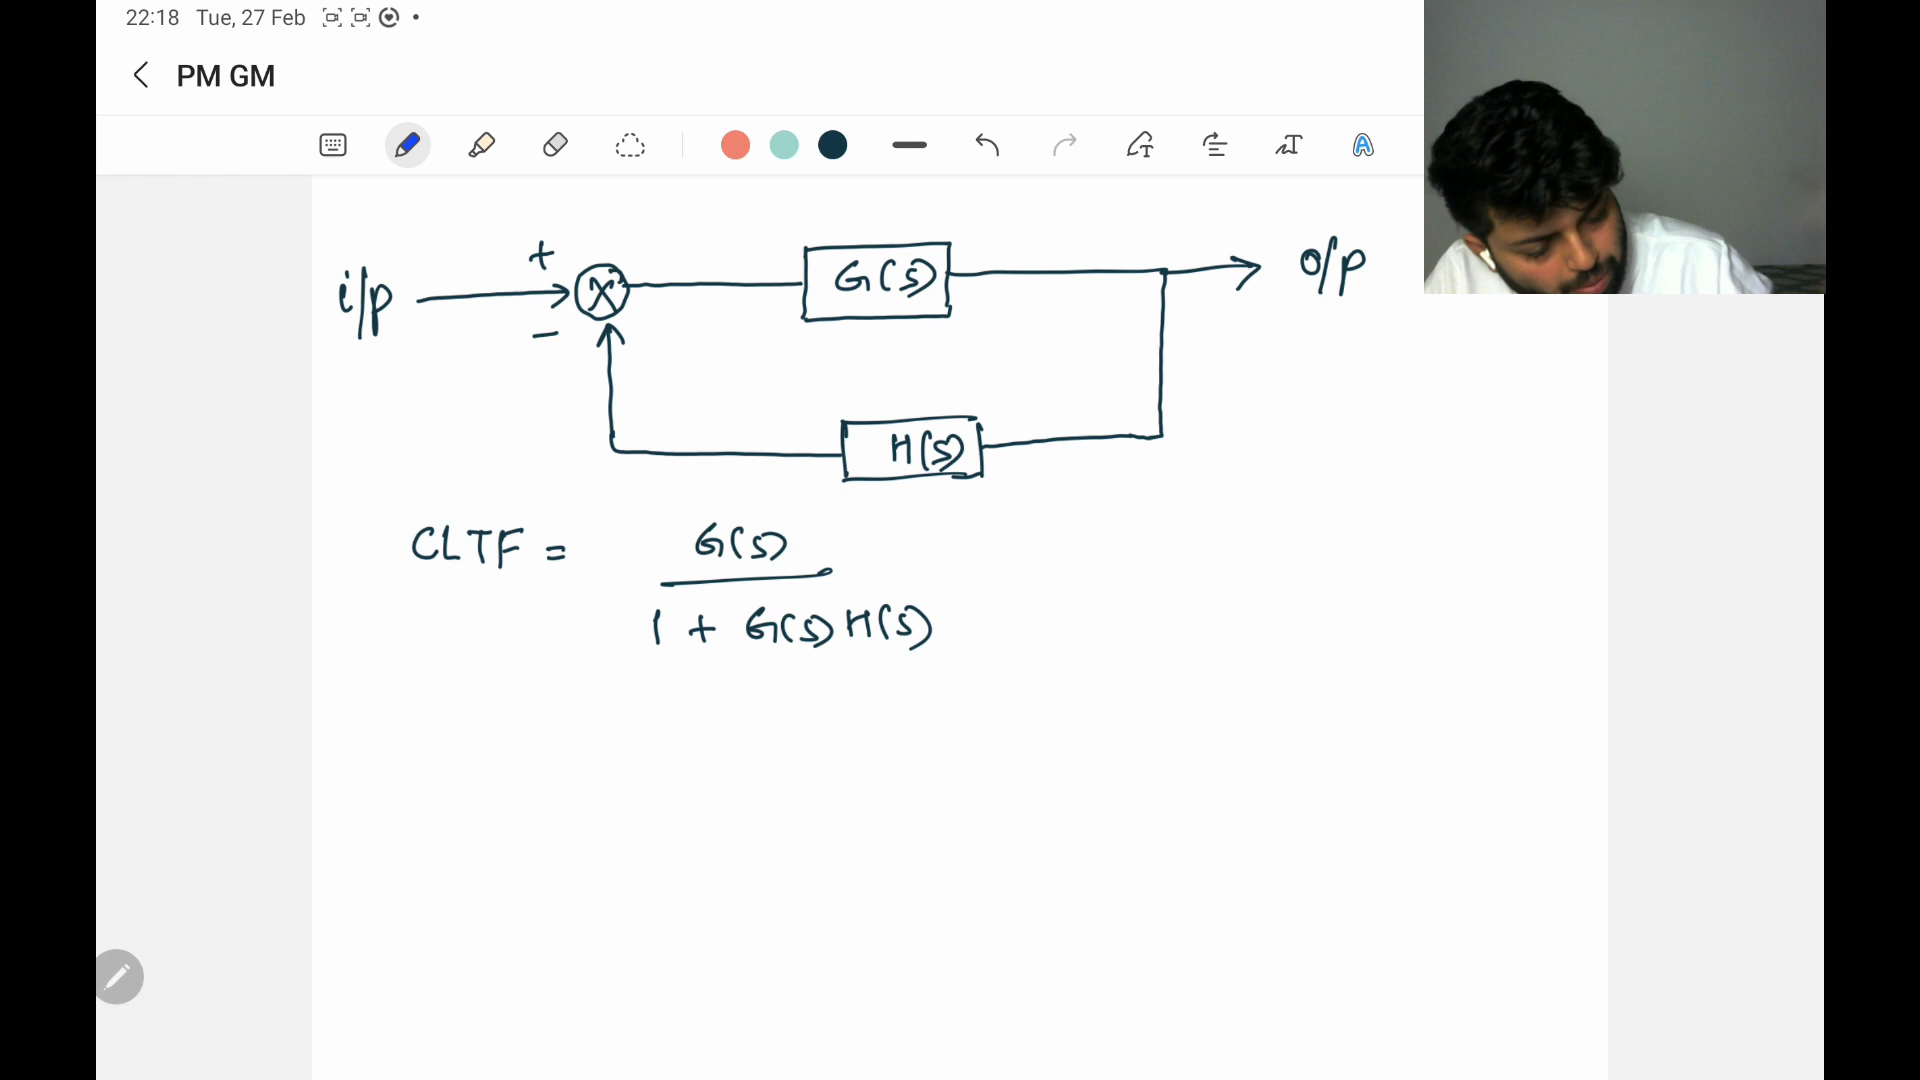 22:18 Tue, 27 Feb
PM GM
i/p + - X G(s) o/p
H(s)
CLTF = G(s)
1 + G(s) H(s)